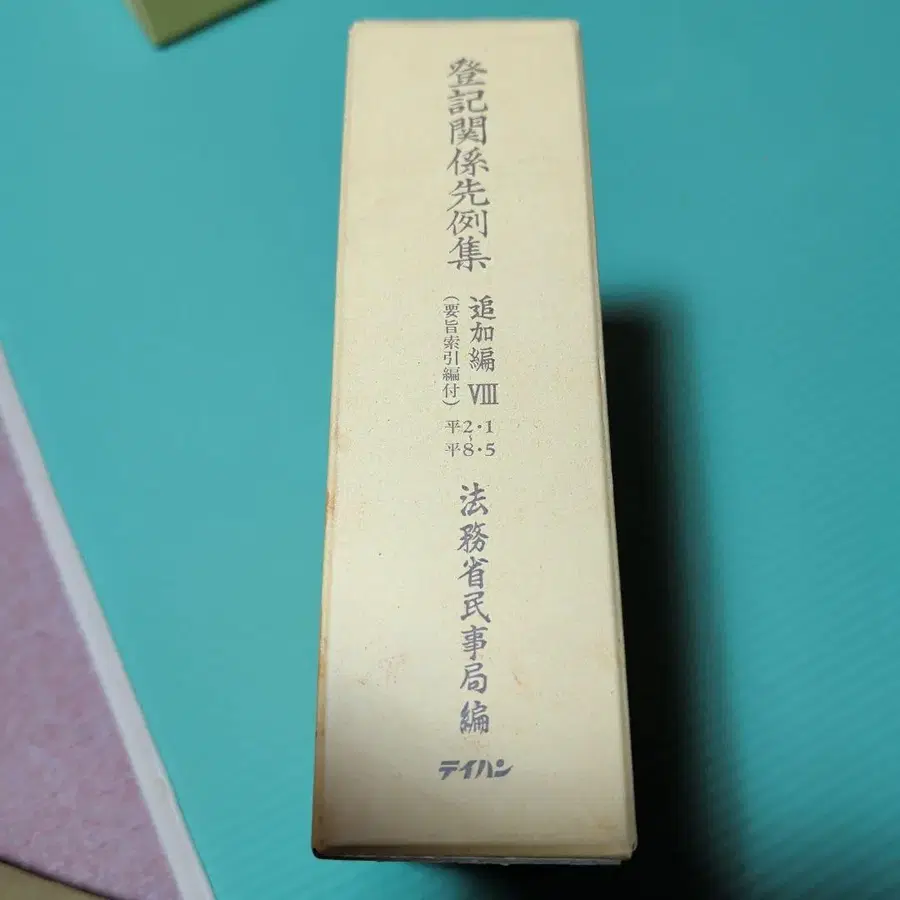 登記関係先例集
追加編 Ⅷ
(要旨索引編付)
平2・1
~
平8・5
法務省民事局編
テイハン